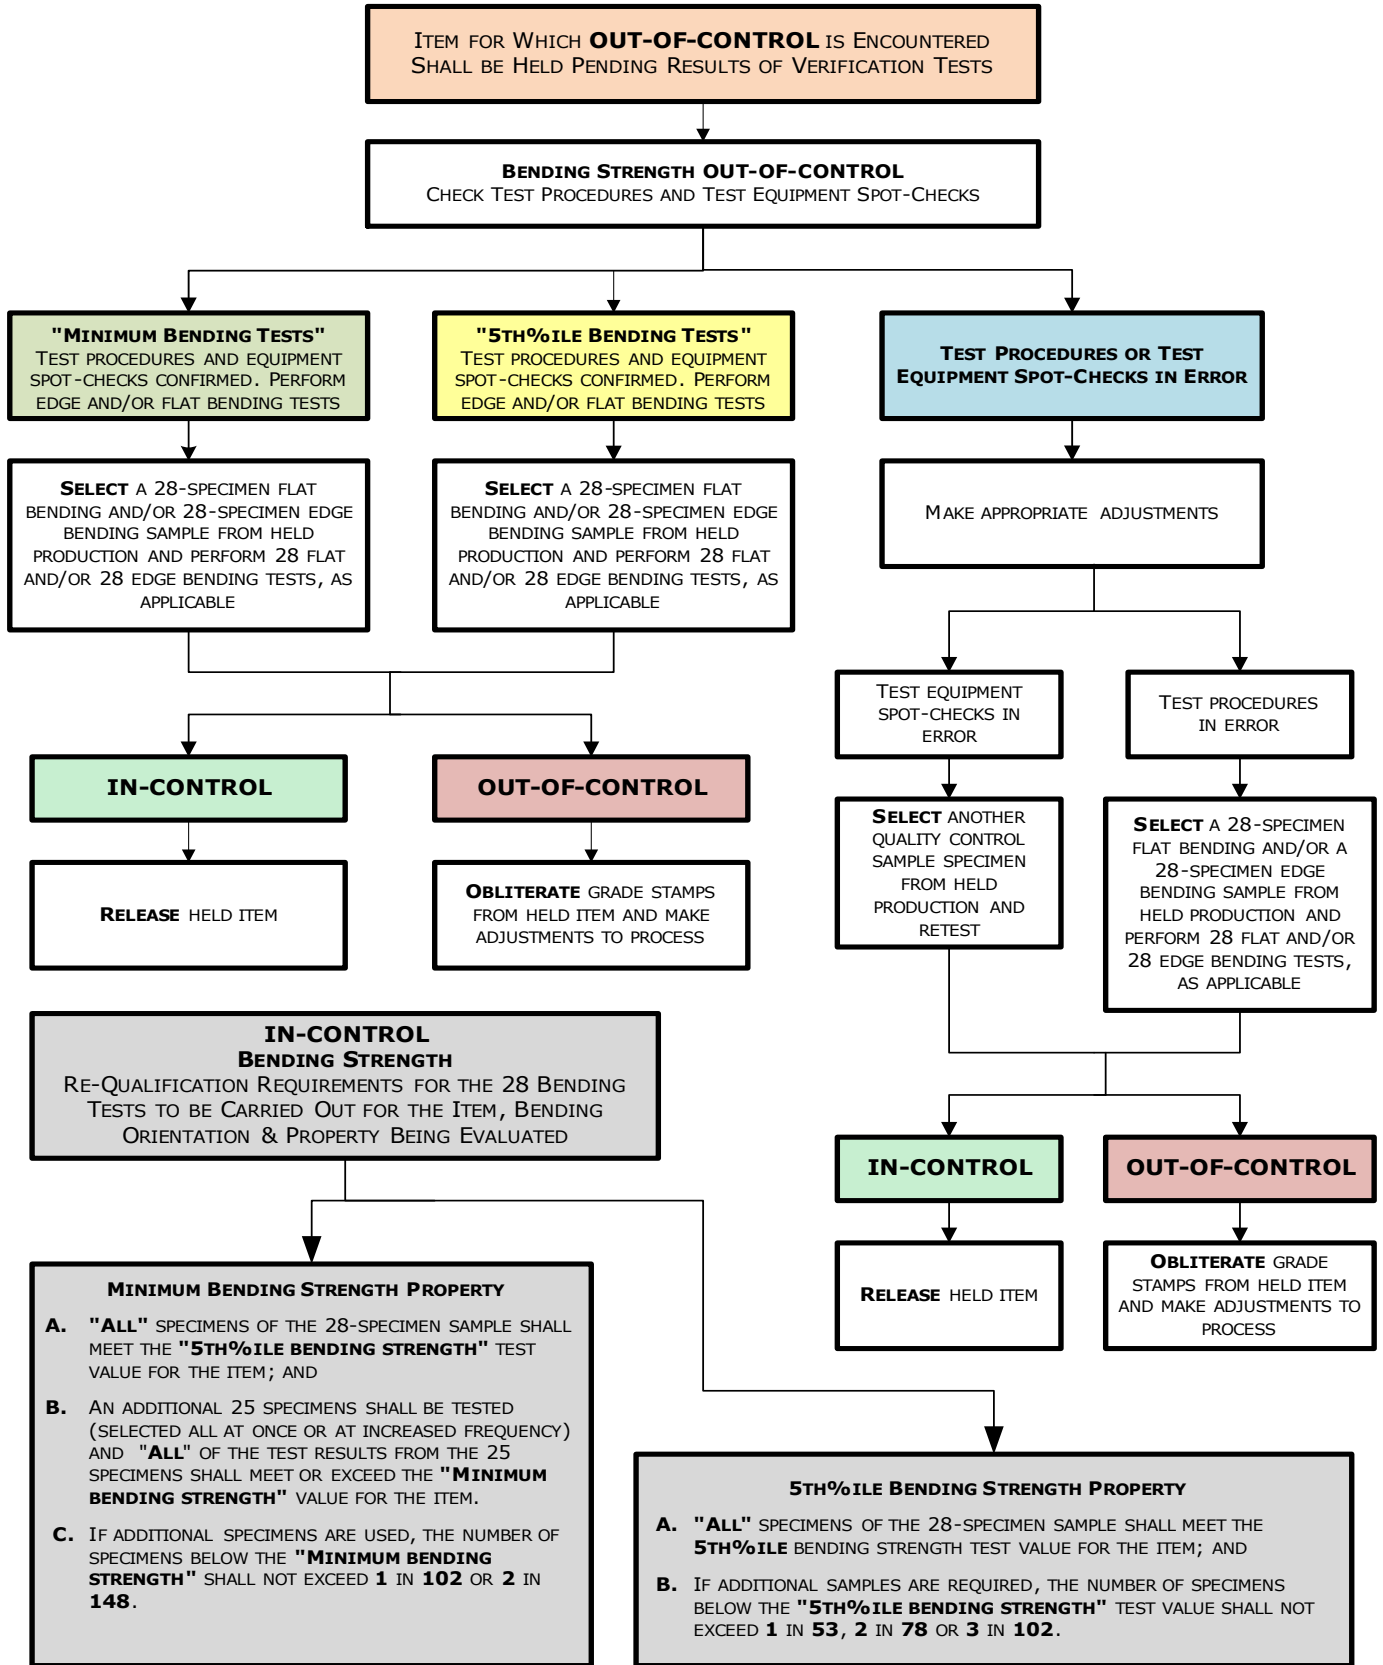 ITEM FOR WHICH OUT-OF-CONTROL IS ENCOUNTERED
SHALL BE HELD PENDING RESULTS OF VERIFICATION TESTS
BENDING STRENGTH OUT-OF-CONTROL
CHECK TEST PROCEDURES AND TEST EQUIPMENT SPOT-CHECKS
"MINIMUM BENDING TESTS"
TEST PROCEDURES AND EQUIPMENT
SPOT-CHECKS CONFIRMED. PERFORM
EDGE AND/OR FLAT BENDING TESTS
"5TH%ILE BENDING TESTS"
TEST PROCEDURES AND EQUIPMENT
SPOT-CHECKS CONFIRMED. PERFORM
EDGE AND/OR FLAT BENDING TESTS
TEST PROCEDURES OR TEST
EQUIPMENT SPOT-CHECKS IN ERROR
SELECT A 28-SPECIMEN FLAT
BENDING AND/OR 28-SPECIMEN EDGE
BENDING SAMPLE FROM HELD
PRODUCTION AND PERFORM 28 FLAT
AND/OR 28 EDGE BENDING TESTS, AS
APPLICABLE
SELECT A 28-SPECIMEN FLAT
BENDING AND/OR 28-SPECIMEN EDGE
BENDING SAMPLE FROM HELD
PRODUCTION AND PERFORM 28 FLAT
AND/OR 28 EDGE BENDING TESTS, AS
APPLICABLE
MAKE APPROPRIATE ADJUSTMENTS
TEST EQUIPMENT
SPOT-CHECKS IN
ERROR
TEST PROCEDURES
IN ERROR
IN-CONTROL
OUT-OF-CONTROL
SELECT ANOTHER
QUALITY CONTROL
SAMPLE SPECIMEN
FROM HELD
PRODUCTION AND
RETEST
SELECT A 28-SPECIMEN
FLAT BENDING AND/OR A
28-SPECIMEN EDGE
BENDING SAMPLE FROM
HELD PRODUCTION AND
PERFORM 28 FLAT AND/OR
28 EDGE BENDING TESTS,
AS APPLICABLE
RELEASE HELD ITEM
OBLITERATE GRADE STAMPS
FROM HELD ITEM AND MAKE
ADJUSTMENTS TO PROCESS
IN-CONTROL
BENDING STRENGTH
RE-QUALIFICATION REQUIREMENTS FOR THE 28 BENDING
TESTS TO BE CARRIED OUT FOR THE ITEM, BENDING
ORIENTATION & PROPERTY BEING EVALUATED
IN-CONTROL
OUT-OF-CONTROL
RELEASE HELD ITEM
OBLITERATE GRADE
STAMPS FROM HELD ITEM
AND MAKE ADJUSTMENTS TO
PROCESS
MINIMUM BENDING STRENGTH PROPERTY
A. "ALL" SPECIMENS OF THE 28-SPECIMEN SAMPLE SHALL
MEET THE "5TH%ILE BENDING STRENGTH" TEST
VALUE FOR THE ITEM; AND
B. AN ADDITIONAL 25 SPECIMENS SHALL BE TESTED
(SELECTED ALL AT ONCE OR AT INCREASED FREQUENCY)
AND "ALL" OF THE TEST RESULTS FROM THE 25
SPECIMENS SHALL MEET OR EXCEED THE "MINIMUM
BENDING STRENGTH" VALUE FOR THE ITEM.
C. IF ADDITIONAL SPECIMENS ARE USED, THE NUMBER OF
SPECIMENS BELOW THE "MINIMUM BENDING
STRENGTH" SHALL NOT EXCEED 1 IN 102 OR 2 IN
148.
5TH%ILE BENDING STRENGTH PROPERTY
A. "ALL" SPECIMENS OF THE 28-SPECIMEN SAMPLE SHALL MEET THE
5TH%ILE BENDING STRENGTH TEST VALUE FOR THE ITEM; AND
B. IF ADDITIONAL SAMPLES ARE REQUIRED, THE NUMBER OF SPECIMENS
BELOW THE "5TH%ILE BENDING STRENGTH" TEST VALUE SHALL NOT
EXCEED 1 IN 53, 2 IN 78 OR 3 IN 102.